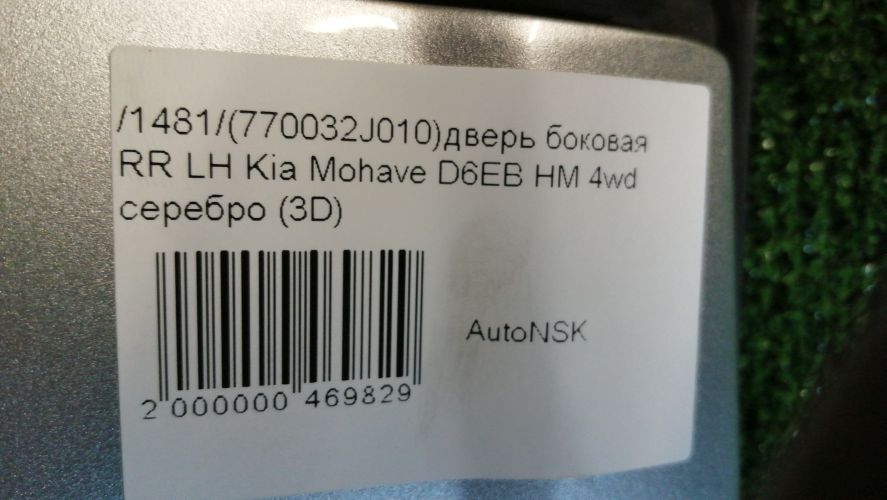 /1481/(770032J010)дверь боковая
RR LH Kia Mohave D6EB HM 4wd
серебро (3D)
AutoNSK
2 000000 469829